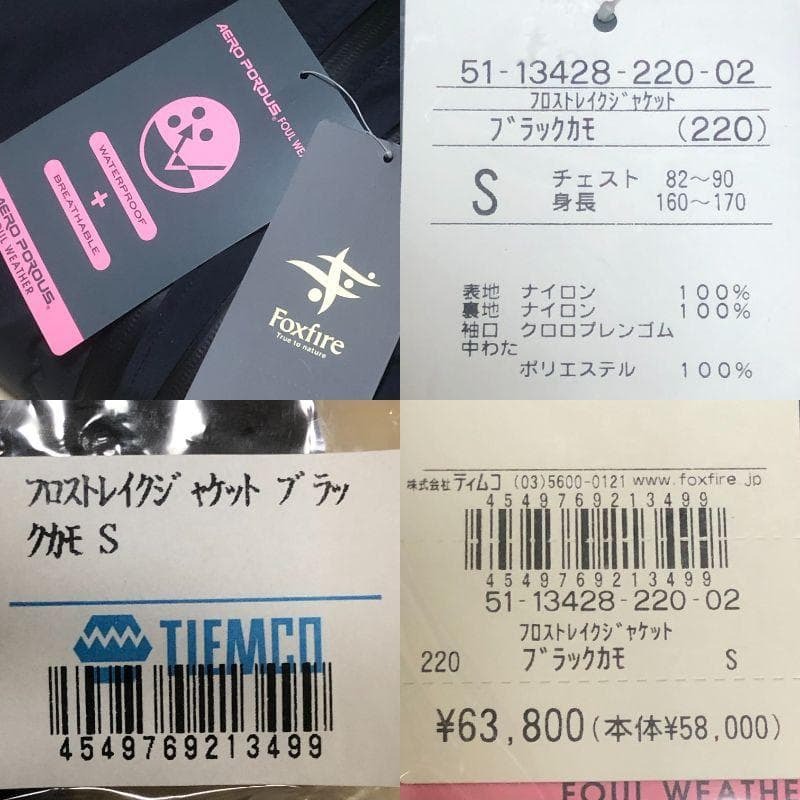 AERO POROUS®
FOUL WEATHER
WATERPROOF
+
BREATHABLE
AERO POROUS®
FOUL WEATHER
Foxfire
True to nature
51-13428-220-02
フロストレイクジャケット
ブラックカモ (220)
S チェスト 82〜90
身長 160〜170
表地 ナイロン 100%
裏地 ナイロン 100%
袖口 クロロプレンゴム
中わた
ポリエステル 100%
フロストレイクジャケット ブラッ
クカモ S
TIEMCO
4549769213499
株式会社 ティムコ (03)5600-0121 www.foxfire.jp
4549769213499
4549769213499
51-13428-220-02
フロストレイクジャケット
220 ブラックカモ S
¥63,800(本体¥58,000)
FOUL WEATHE